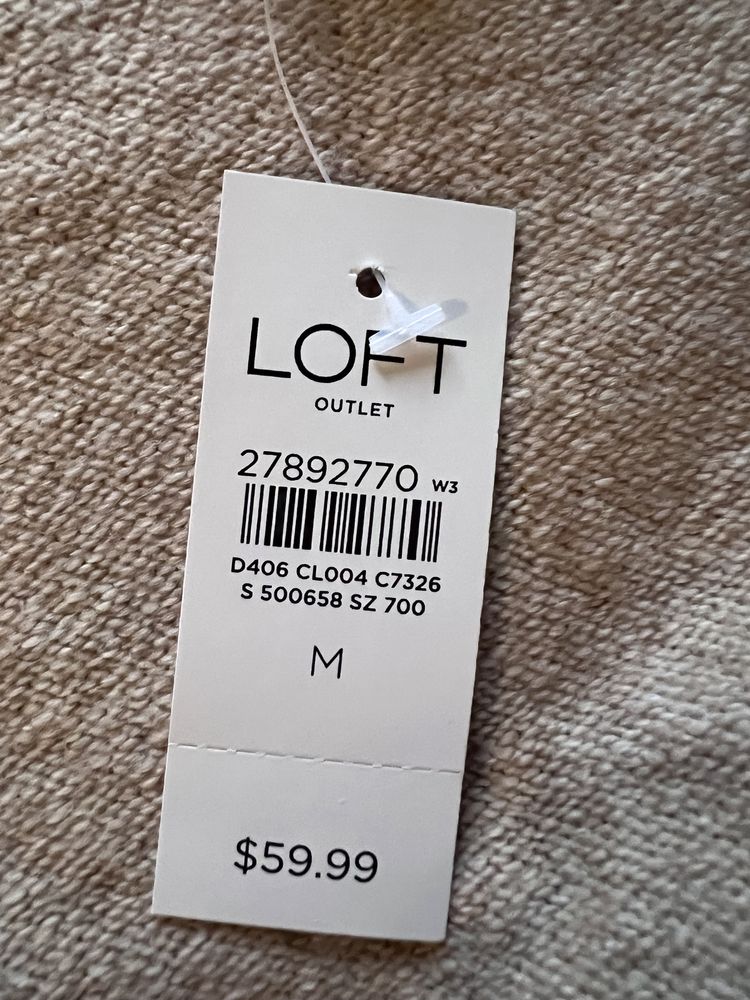 LOFT
OUTLET
27892770 W3
D406 CL004 C7326
S 500658 SZ 700
M
$59.99